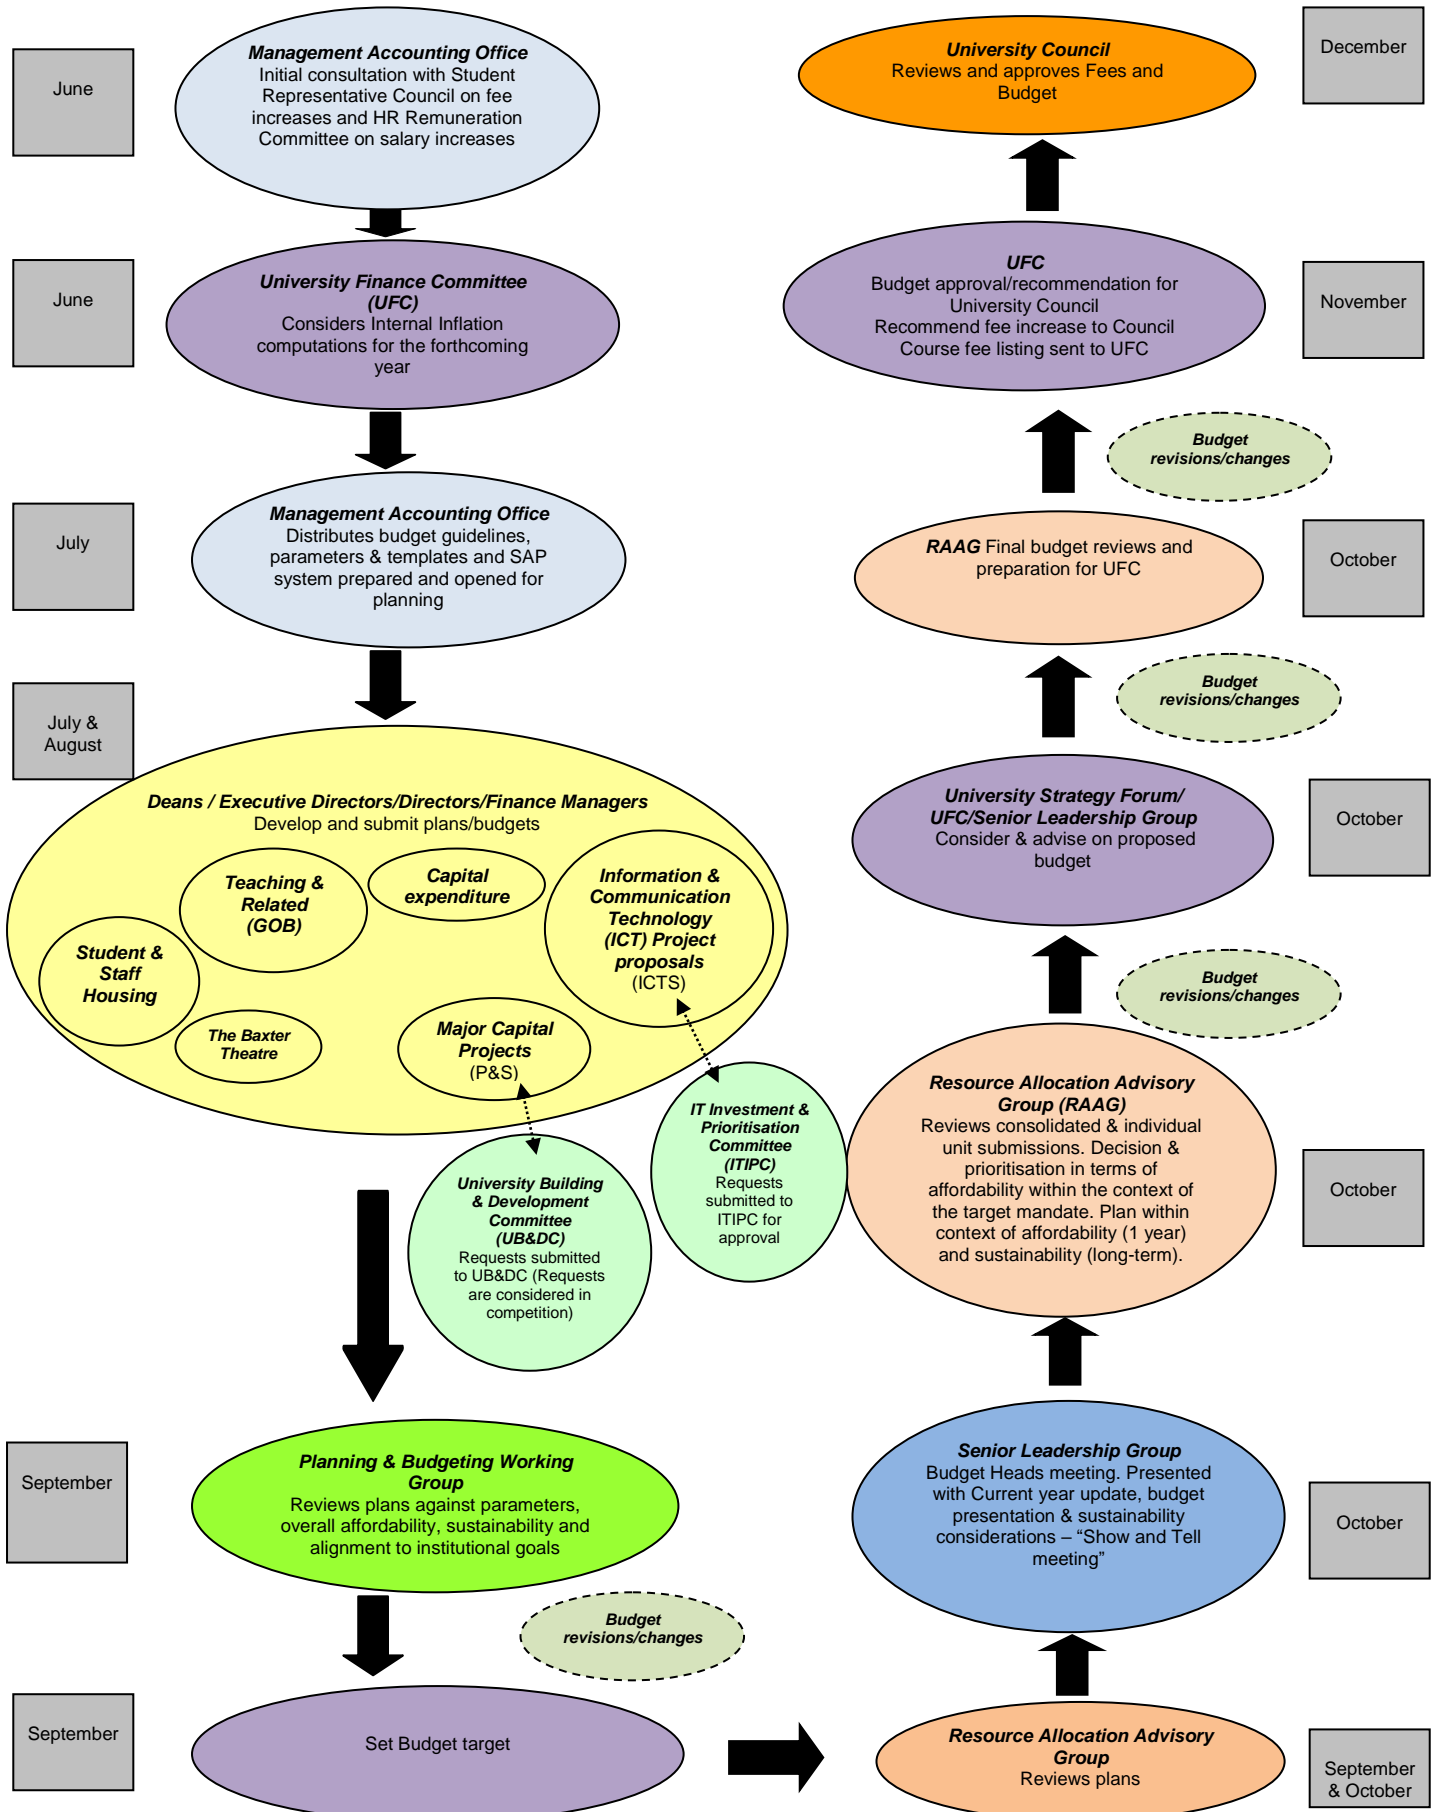 June
Management Accounting Office
Initial consultation with Student
Representative Council on fee
increases and HR Remuneration
Committee on salary increases
June
University Finance Committee
(UFC)
Considers Internal Inflation
computations for the forthcoming
year
July
Management Accounting Office
Distributes budget guidelines,
parameters & templates and SAP
system prepared and opened for
planning
July &
August
Deans / Executive Directors/Directors/Finance Managers
Develop and submit plans/budgets
Teaching &
Related
(GOB)
Capital
expenditure
Information &
Communication
Technology
(ICT) Project
proposals
(ICTS)
Student &
Staff
Housing
The Baxter
Theatre
Major Capital
Projects
(P&S)
University Building
& Development
Committee
(UB&DC)
Requests submitted
to UB&DC (Requests
are considered in
competition)
IT Investment &
Prioritisation
Committee
(ITIPC)
Requests
submitted to
ITIPC for
approval
September
Planning & Budgeting Working
Group
Reviews plans against parameters,
overall affordability, sustainability and
alignment to institutional goals
Budget
revisions/changes
September
Set Budget target
Resource Allocation Advisory
Group
Reviews plans
September
& October
Senior Leadership Group
Budget Heads meeting. Presented
with Current year update, budget
presentation & sustainability
considerations – “Show and Tell
meeting”
October
Resource Allocation Advisory
Group (RAAG)
Reviews consolidated & individual
unit submissions. Decision &
prioritisation in terms of
affordability within the context of
the target mandate. Plan within
context of affordability (1 year)
and sustainability (long-term).
October
Budget
revisions/changes
University Strategy Forum/
UFC/Senior Leadership Group
Consider & advise on proposed
budget
October
Budget
revisions/changes
RAAG Final budget reviews and
preparation for UFC
October
Budget
revisions/changes
UFC
Budget approval/recommendation for
University Council
Recommend fee increase to Council
Course fee listing sent to UFC
November
University Council
Reviews and approves Fees and
Budget
December